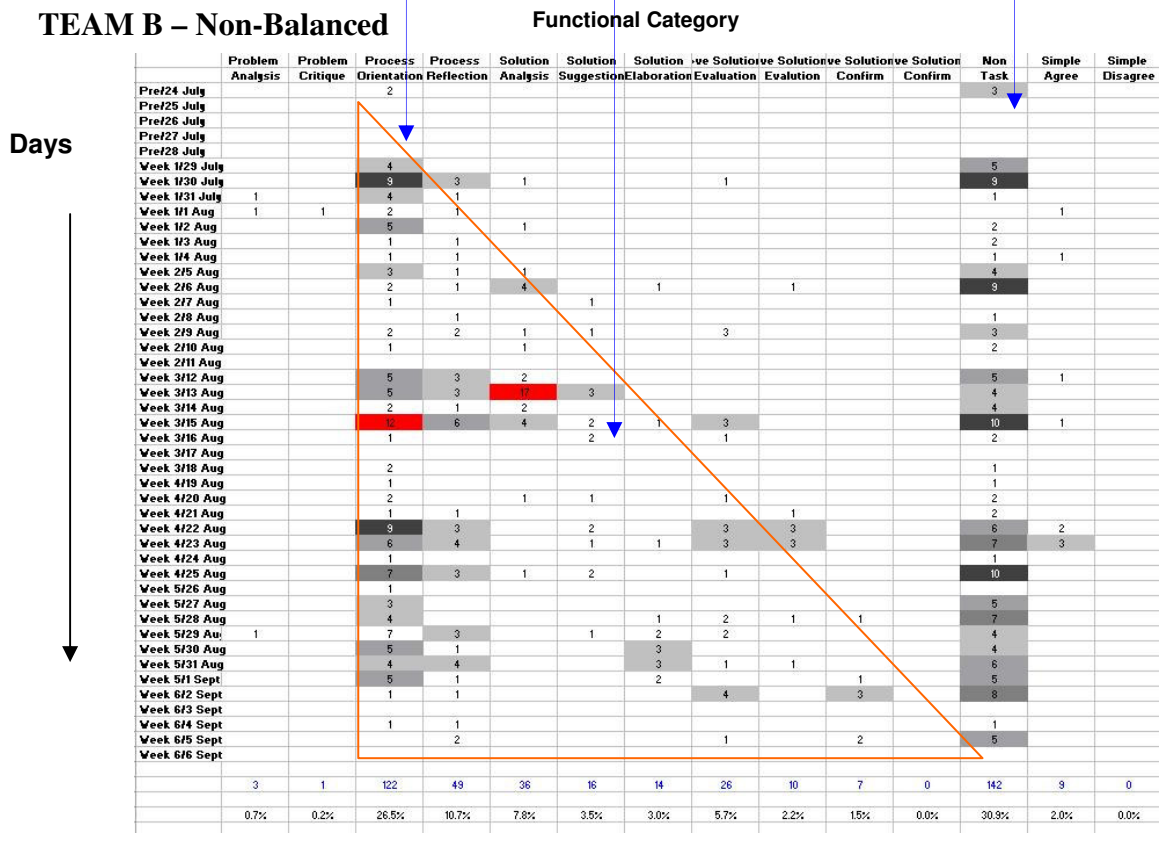 TEAM B – Non-Balanced
Functional Category
Problem Problem Process Process Solution Solution Solution -ve Solution ve Solution ve Solution ve Solution Non Simple Simple
Analysis Critique Orientation Reflection Analysis Suggestion Elaboration Evaluation Evalution Confirm Confirm Task Agree Disagree
Days
Pre/24 July 2 3
Pre/25 July
Pre/26 July
Pre/27 July
Pre/28 July
Week 1/29 July 4 5
Week 1/30 July 9 3 1 1 9
Week 1/31 July 1 4 1 1
Week 1/1 Aug 1 1 2 1 1
Week 1/2 Aug 5 1 2
Week 1/3 Aug 1 1 2
Week 1/4 Aug 1 1 1 1
Week 2/5 Aug 3 1 1 4
Week 2/6 Aug 2 1 4 1 1 9
Week 2/7 Aug 1 1
Week 2/8 Aug 1 1
Week 2/9 Aug 2 2 1 1 3 3
Week 2/10 Aug 1 1 2
Week 2/11 Aug
Week 3/12 Aug 5 3 2 5 1
Week 3/13 Aug 5 3 17 3 4
Week 3/14 Aug 2 1 2 4
Week 3/15 Aug 12 6 4 2 1 3 10 1
Week 3/16 Aug 1 2 1 2
Week 3/17 Aug
Week 3/18 Aug 2 1
Week 4/19 Aug 1 1
Week 4/20 Aug 2 1 1 1 2
Week 4/21 Aug 1 1 1 2
Week 4/22 Aug 9 3 2 3 3 6 2
Week 4/23 Aug 6 4 1 1 3 3 7 3
Week 4/24 Aug 1 1
Week 4/25 Aug 7 3 1 2 1 10
Week 5/26 Aug 1
Week 5/27 Aug 3 5
Week 5/28 Aug 4 1 2 1 1 7
Week 5/29 Au 1 7 3 1 2 2 4
Week 5/30 Aug 5 1 3 4
Week 5/31 Aug 4 4 3 1 1 6
Week 5/1 Sept 5 1 2 1 5
Week 6/2 Sept 1 1 4 3 8
Week 6/3 Sept
Week 6/4 Sept 1 1 1
Week 6/5 Sept 2 1 2 5
Week 6/6 Sept
3 1 122 49 36 16 14 26 10 7 0 142 9 0
0.7% 0.2% 26.5% 10.7% 7.8% 3.5% 3.0% 5.7% 2.2% 1.5% 0.0% 30.9% 2.0% 0.0%